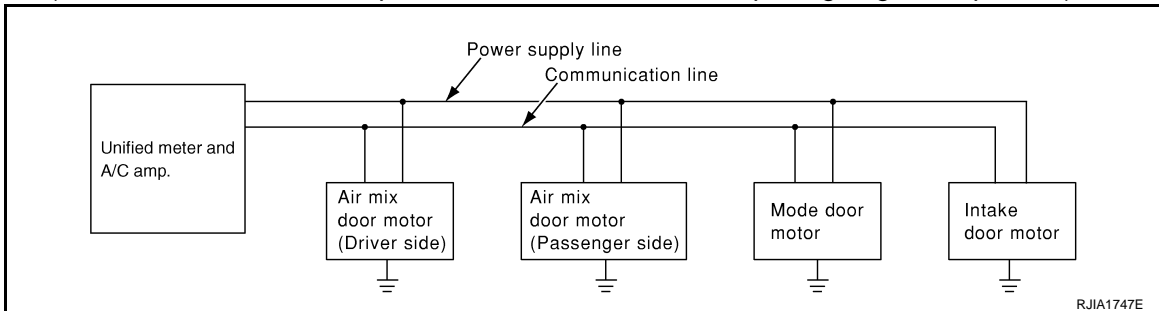 Power supply line
Communication line
Unified meter and
A/C amp.
Air mix
door motor
(Driver side)
Air mix
door motor
(Passenger side)
Mode door
motor
Intake
door motor
RJIA1747E